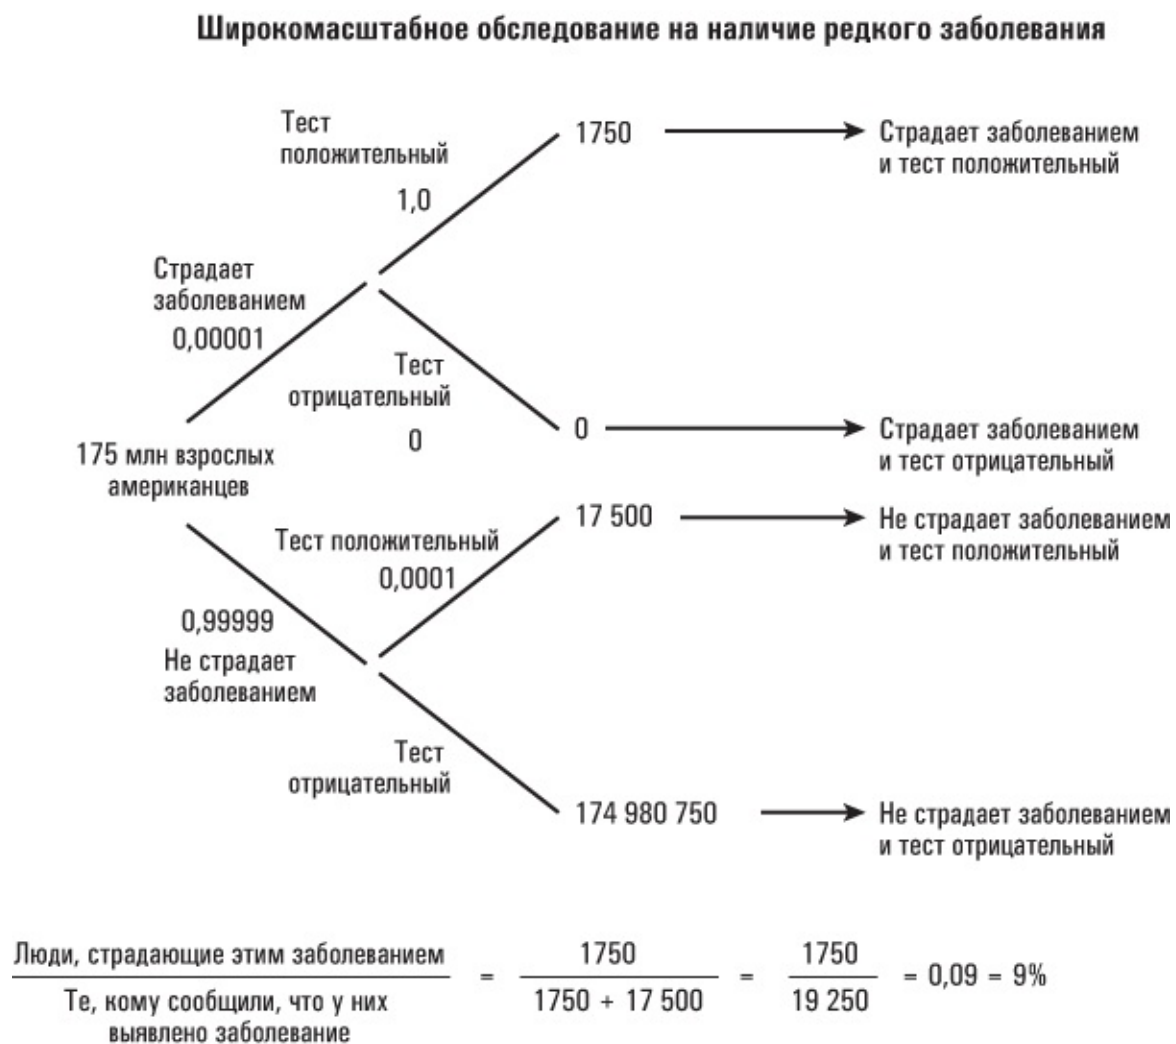 Широкомасштабное обследование на наличие редкого заболевания
Тест
положительный
1,0
1750
Страдает заболеванием
и тест положительный
Страдает
заболеванием
0,00001
Тест
отрицательный
0
0
Страдает заболеванием
и тест отрицательный
175 млн взрослых
американцев
Тест положительный
0,0001
17 500
Не страдает заболеванием
и тест положительный
0,99999
Не страдает
заболеванием
Тест
отрицательный
174 980 750
Не страдает заболеванием
и тест отрицательный
Люди, страдающие этим заболеванием
Те, кому сообщили, что у них
выявлено заболевание
=
1750
1750 + 17 500
=
1750
19 250
= 0,09 = 9%